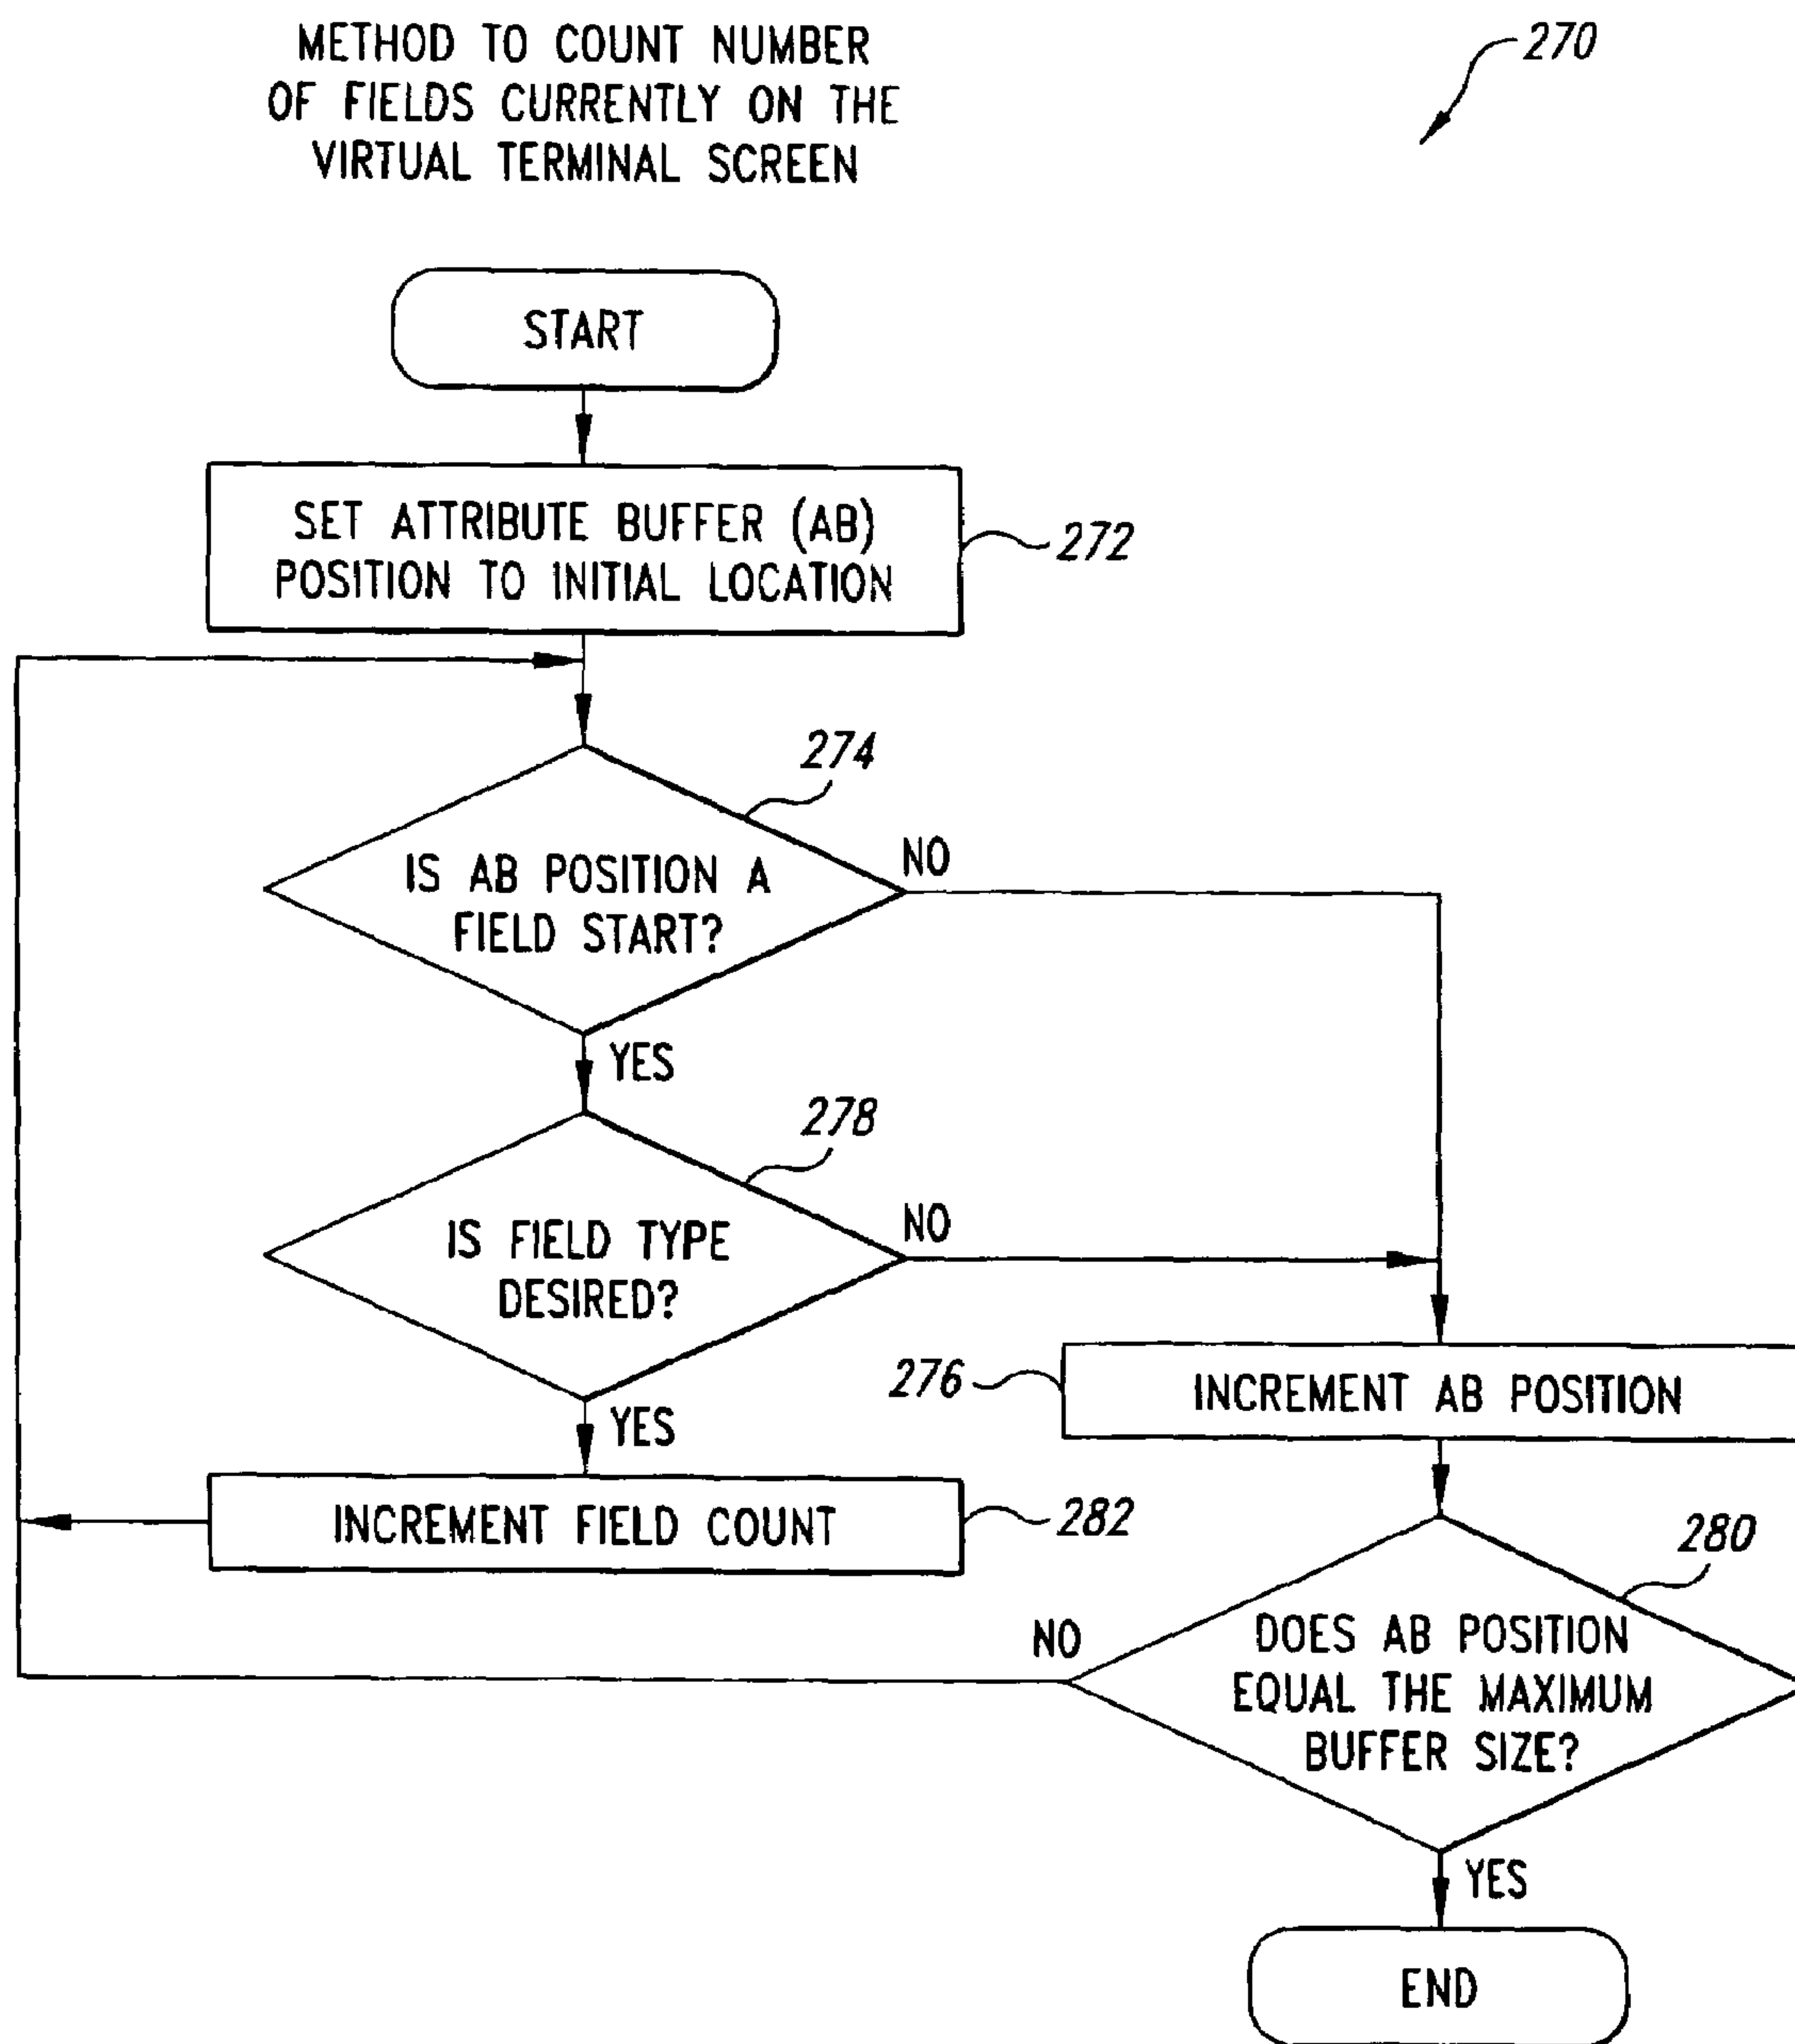 METHOD TO COUNT NUMBER
OF FIELDS CURRENTLY ON THE
VIRTUAL TERMINAL SCREEN
270
START
SET ATTRIBUTE BUFFER (AB)
POSITION TO INITIAL LOCATION
272
274
IS AB POSITION A
FIELD START?
NO
YES
278
IS FIELD TYPE
DESIRED?
NO
YES
276
INCREMENT AB POSITION
INCREMENT FIELD COUNT
282
280
NO
DOES AB POSITION
EQUAL THE MAXIMUM
BUFFER SIZE?
YES
END